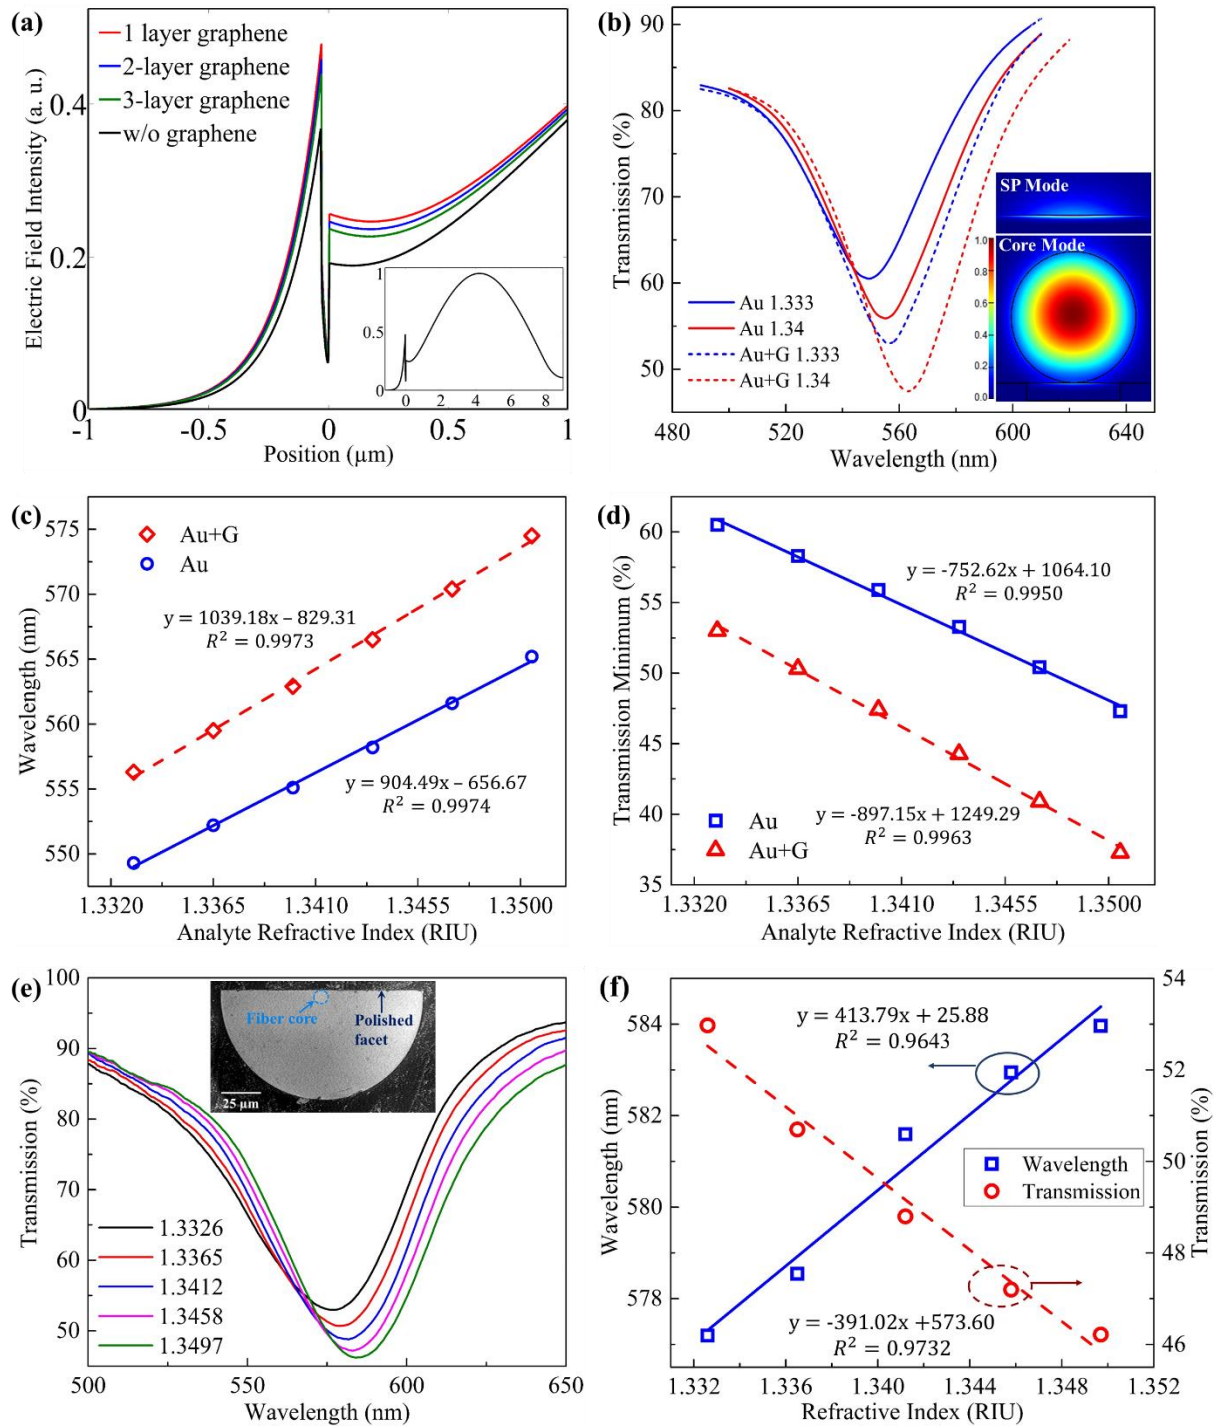 (a)
1 layer graphene
2-layer graphene
3-layer graphene
w/o graphene
Electric Field Intensity (a. u.)
0.4
0.2
0
-1
-0.5
0
0.5
1
Position (µm)
1
0.5
0
0
2
4
6
8
(b)
Transmission (%)
90
80
70
60
50
480
520
560
600
640
Wavelength (nm)
Au 1.333
Au 1.34
Au+G 1.333
Au+G 1.34
SP Mode
Core Mode
1.0
0.8
0.6
0.4
0.2
0.0
(c)
Au+G
Au
Wavelength (nm)
575
570
565
560
555
550
y = 1039.18x – 829.31
R² = 0.9973
y = 904.49x – 656.67
R² = 0.9974
1.3320
1.3365
1.3410
1.3455
1.3500
Analyte Refractive Index (RIU)
(d)
Transmission Minimum (%)
60
55
50
45
40
35
y = -752.62x + 1064.10
R² = 0.9950
y = -897.15x + 1249.29
R² = 0.9963
Au
Au+G
1.3320
1.3365
1.3410
1.3455
1.3500
Analyte Refractive Index (RIU)
(e)
Transmission (%)
100
90
80
70
60
50
Fiber core
Polished
facet
25 µm
1.3326
1.3365
1.3412
1.3458
1.3497
500
550
600
650
Wavelength (nm)
(f)
Wavelength (nm)
584
582
580
578
y = 413.79x + 25.88
R² = 0.9643
Wavelength
Transmission
y = -391.02x +573.60
R² = 0.9732
54
52
50
48
46
Transmission (%)
1.332
1.336
1.340
1.344
1.348
1.352
Refractive Index (RIU)